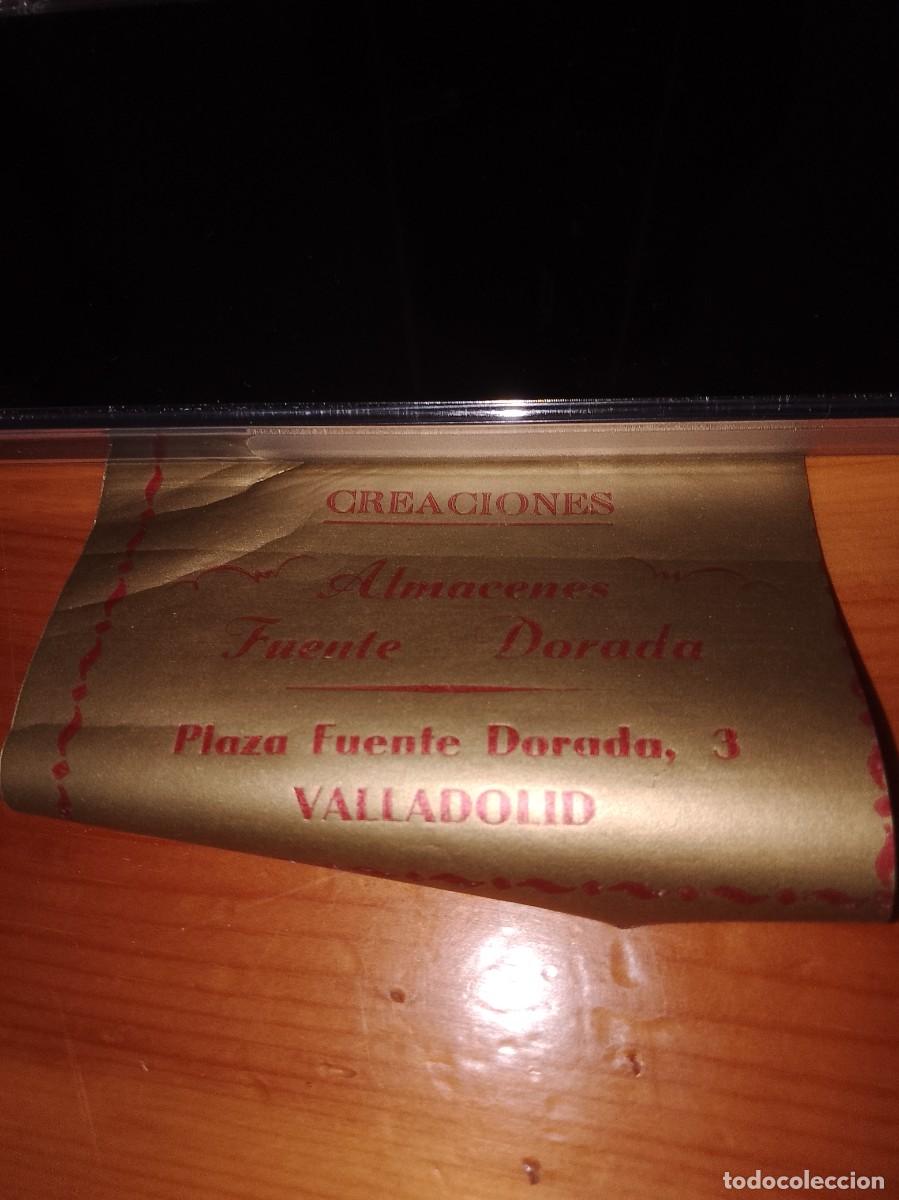 CREACIONES
Almacenes
Fuente Dorada
Plaza Fuente Dorada, 3
VALLADOLID
todocoleccion